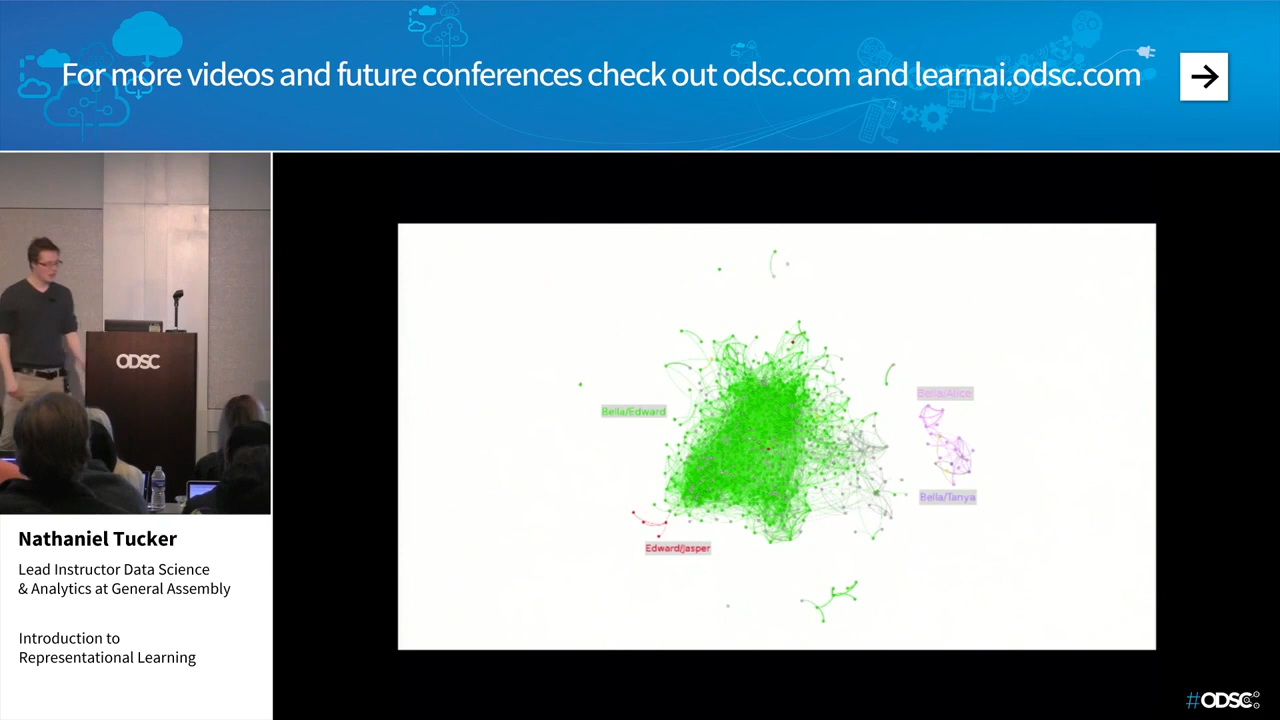 For more videos and future conferences check out odsc.com and learnai.odsc.com
ODSC
Nathaniel Tucker
Lead Instructor Data Science
& Analytics at General Assembly
Introduction to
Representational Learning
Bella/Edward
Bella/Alice
Bella/Tanya
Edward/Jasper
#ODSC